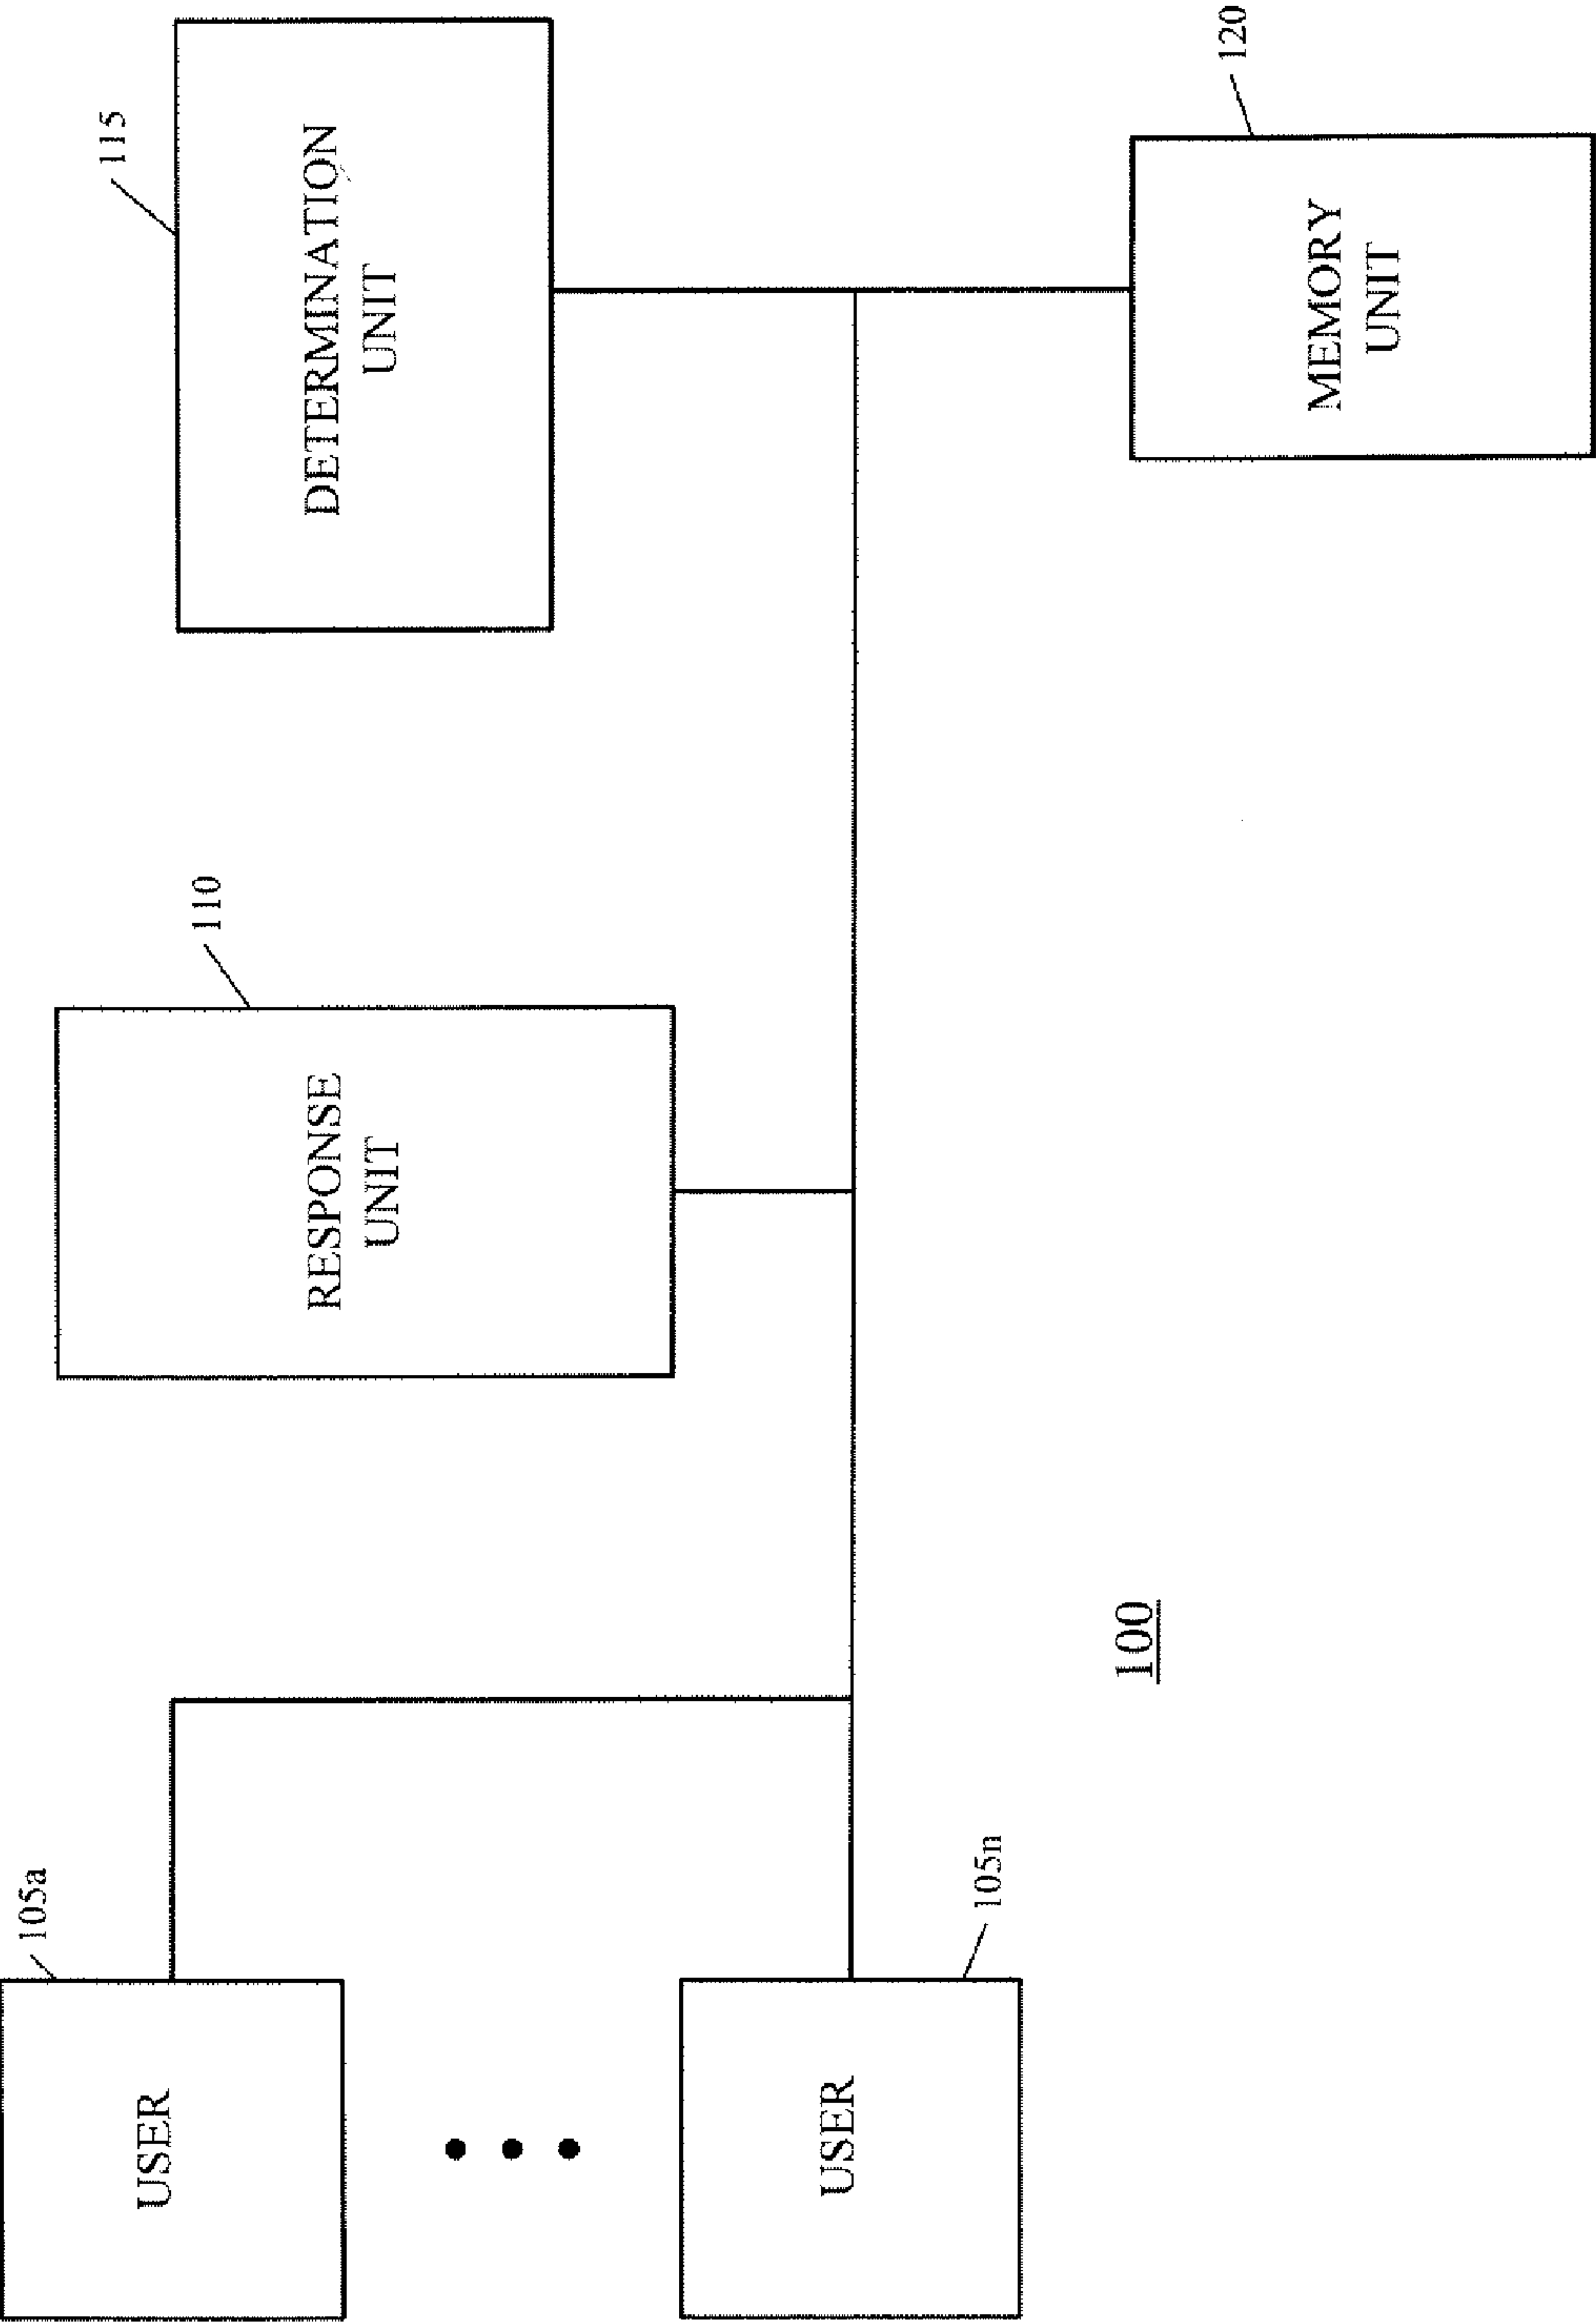 USER
105a
USER
105n
RESPONSE
UNIT
110
DETERMINATION
UNIT
115
MEMORY
UNIT
120
100